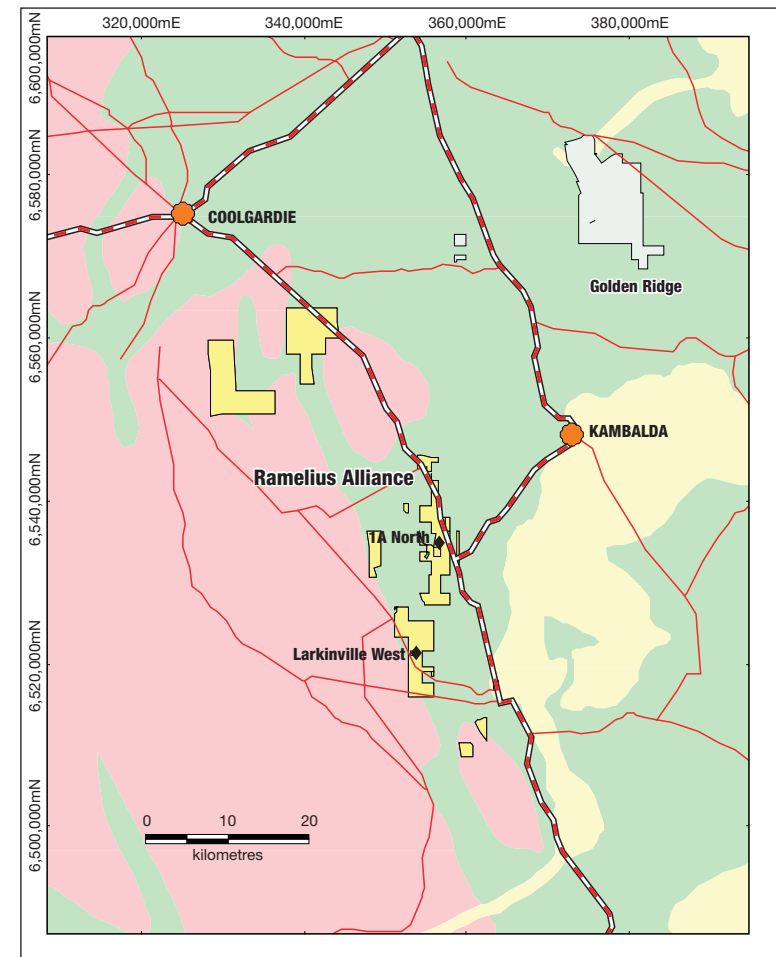 320,000mE
340,000mE
360,000mE
380,000mE
6,600,000mN
6,580,000mN
6,560,000mN
6,540,000mN
6,520,000mN
6,500,000mN
COOLGARDIE
Golden Ridge
KAMBALDA
Ramelius Alliance
TA North
Larkinville West
0 10 20
kilometres